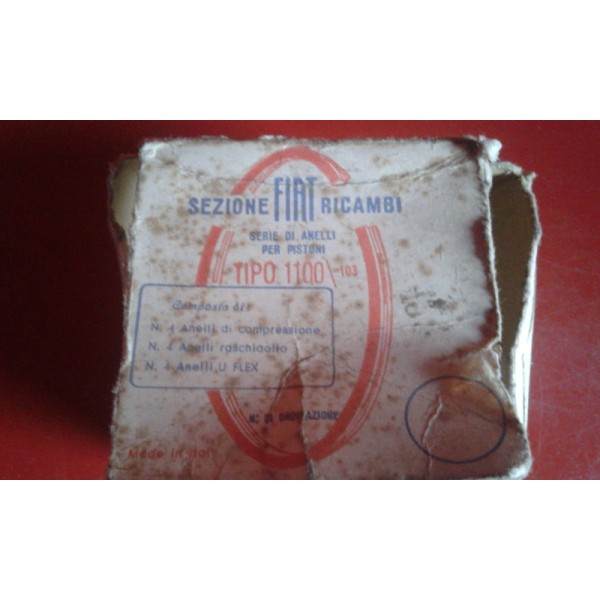 SEZIONE FIAT RICAMBI
SERIE DI ANELLI
PER PISTONI
TIPO 1100 -103
Composta di:
N. 4 Anelli di compressione
N. 4 Anelli raschiaolio
N. 4 Anelli U FLEX
N. DI ORDINAZIONE
Made in Ital